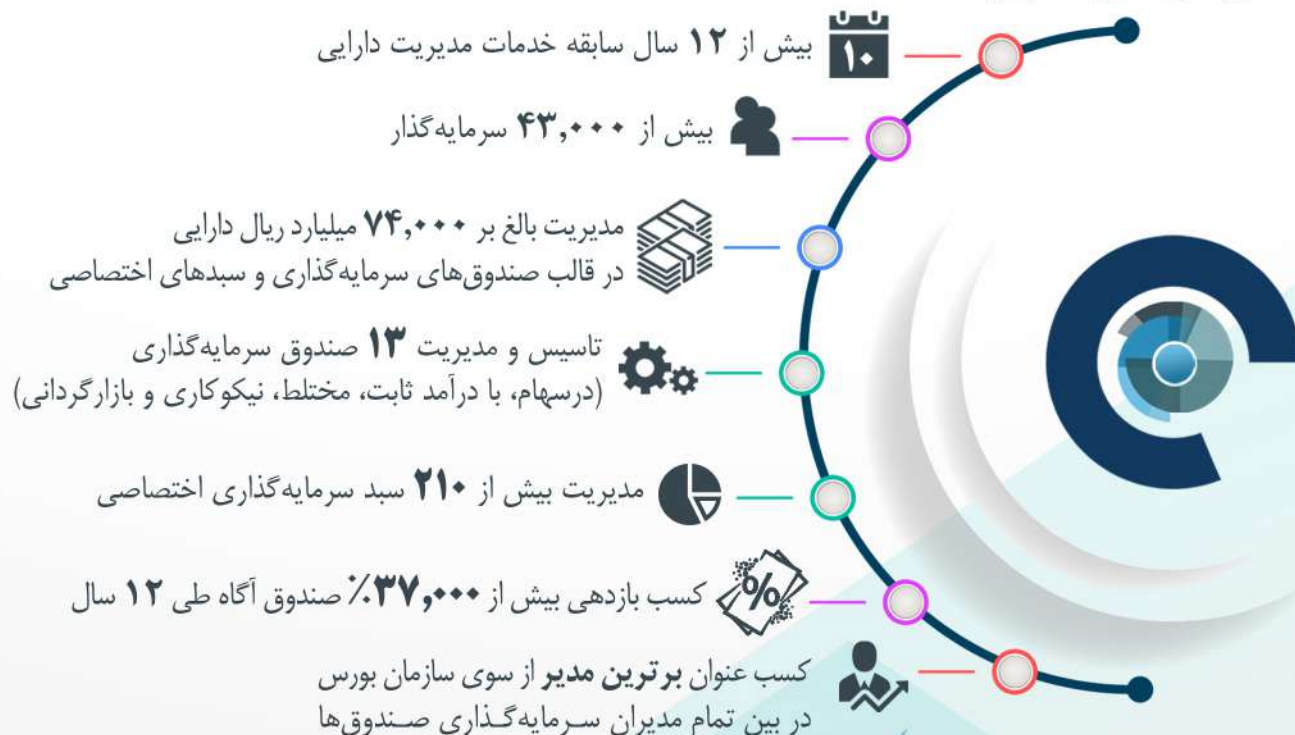 ۱۰
بیش از ۱۲ سال سابقه خدمات مدیریت دارایی
بیش از ۴۳,۰۰۰ سرمایه‌گذار
مدیریت بالغ بر ۷۴,۰۰۰ میلیارد ریال دارایی
در قالب صندوق‌های سرمایه‌گذاری و سبدهای اختصاصی
تاسیس و مدیریت ۱۳ صندوق سرمایه‌گذاری
(درسهام، با درآمد ثابت، مختلط، نیکوکاری و بازارگردانی)
مدیریت بیش از ۲۱۰ سبد سرمایه‌گذاری اختصاصی
%
کسب بازدهی بیش از ۳۷,۰۰۰٪ صندوق آگاه طی ۱۲ سال
کسب عنوان برترین مدیر از سوی سازمان بورس
در بین تمام مدیران سـرمایه‌گـذاری صـندوق‌ها